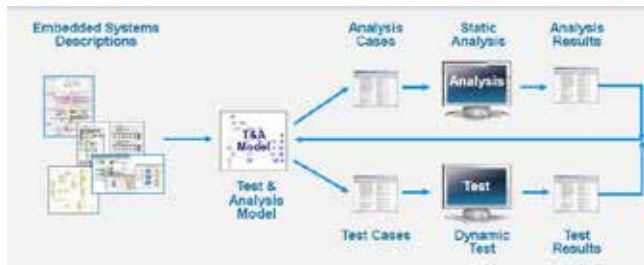 Embedded Systems
Descriptions
Analysis
Cases
Static
Analysis
Analysis
Results
Analysis
T&A
Model
Test &
Analysis
Model
Test
Test Cases
Dynamic
Test
Test
Results